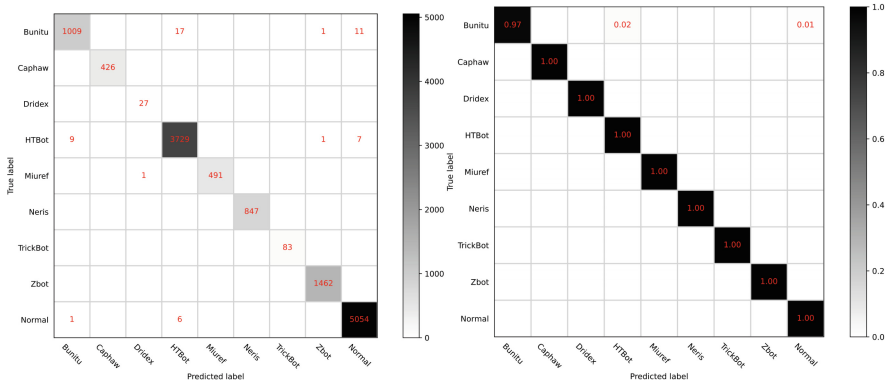 Bunitu 1009 17 1 11
Caphaw 426
Dridex 27
HTBot 9 3729 1 7
Miuref 1 491
Neris 847
TrickBot 83
Zbot 1462
Normal 1 6 5054
Bunitu Caphaw Dridex HTBot Miuref Neris TrickBot Zbot Normal
Predicted label
True label
5000
4000
3000
2000
1000
0
Bunitu 0.97 0.02 0.01
Caphaw 1.00
Dridex 1.00
HTBot 1.00
Miuref 1.00
Neris 1.00
TrickBot 1.00
Zbot 1.00
Normal 1.00
Bunitu Caphaw Dridex HTBot Miuref Neris TrickBot Zbot Normal
Predicted label
True label
1.0
0.8
0.6
0.4
0.2
0.0